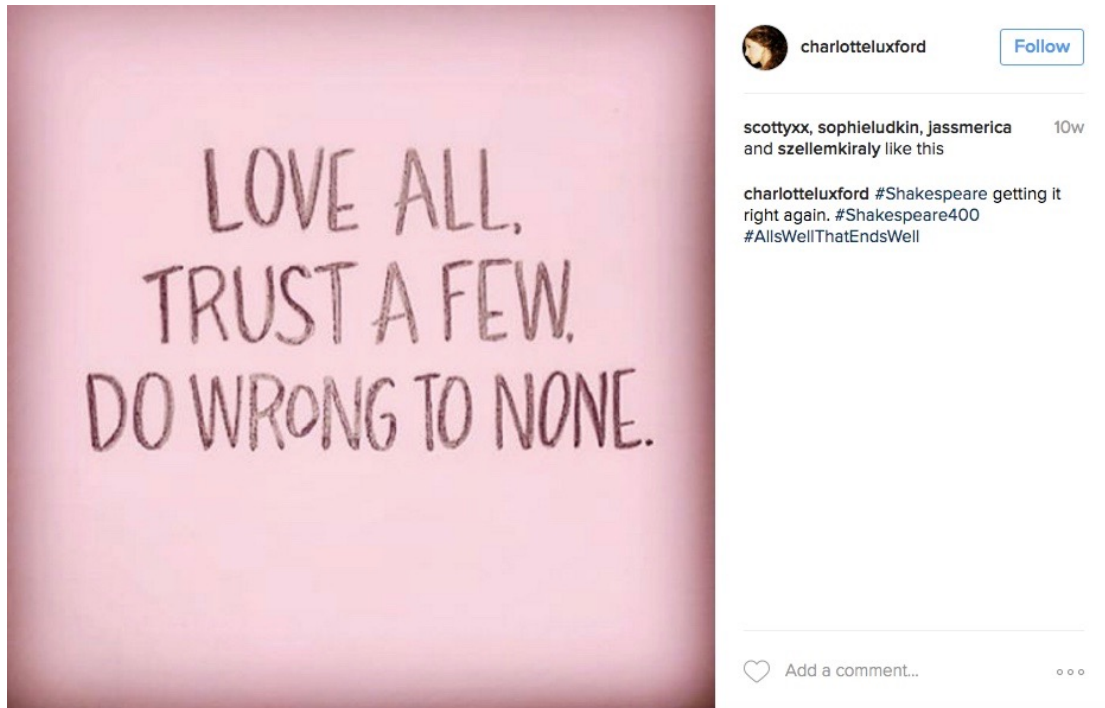 LOVE ALL,
TRUST A FEW,
DO WRONG TO NONE.
charlotteluxford
Follow
scottyxx, sophieludkin, jassmerica 10w
and szellemkiraly like this
charlotteluxford #Shakespeare getting it
right again. #Shakespeare400
#AllsWellThatEndsWell
Add a comment...